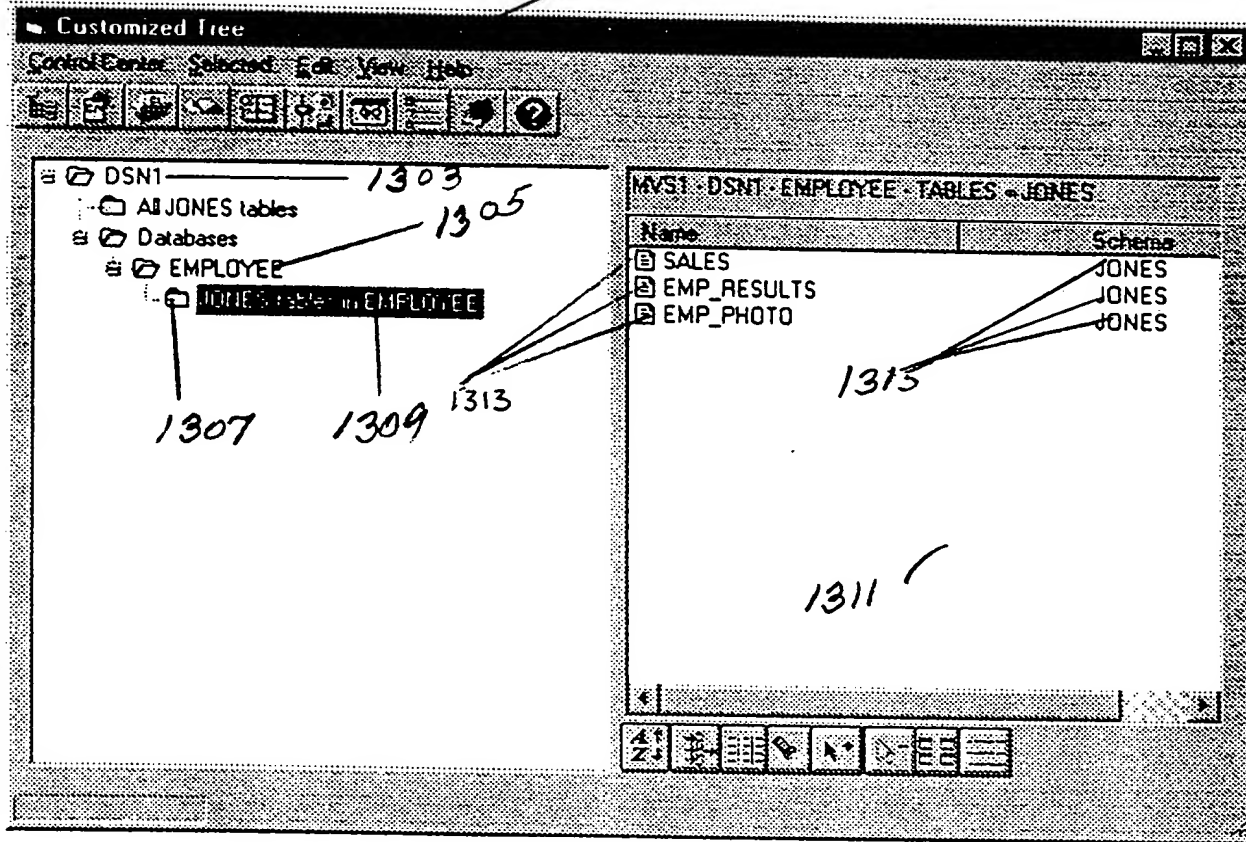 Customized Tree
Control Center Selected Edit View Help
DSN1 1303
All JONES tables
Databases 1305
EMPLOYEE
JONES tables in EMPLOYEE
1307 1309 1313
MVS1 - DSN1 - EMPLOYEE - TABLES - JONES
Name Schema
SALES JONES
EMP_RESULTS JONES
EMP_PHOTO JONES
1315
1311